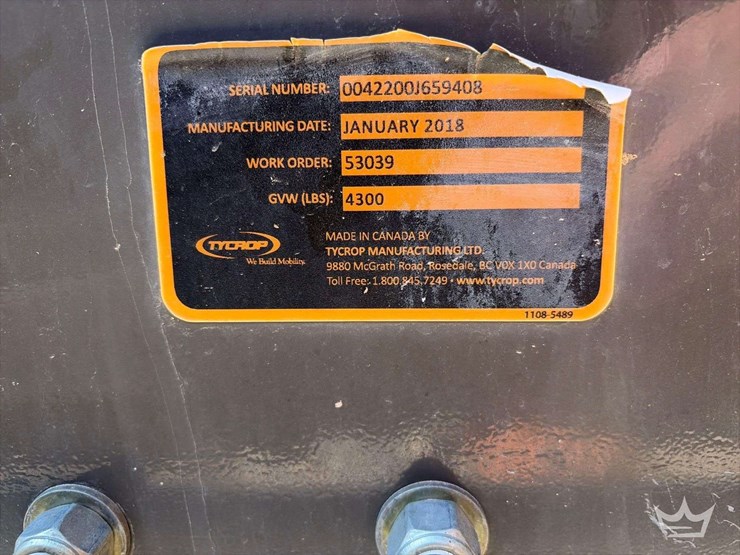 SERIAL NUMBER: 0042200J659408
MANUFACTURING DATE: JANUARY 2018
WORK ORDER: 53039
GVW (LBS): 4300
TYCROP
We Build Mobility.
MADE IN CANADA BY
TYCROP MANUFACTURING LTD.
9880 McGrath Road, Rosedale, BC V0X 1X0 Canada
Toll Free: 1.800.845.7249 • www.tycrop.com
1108-5489